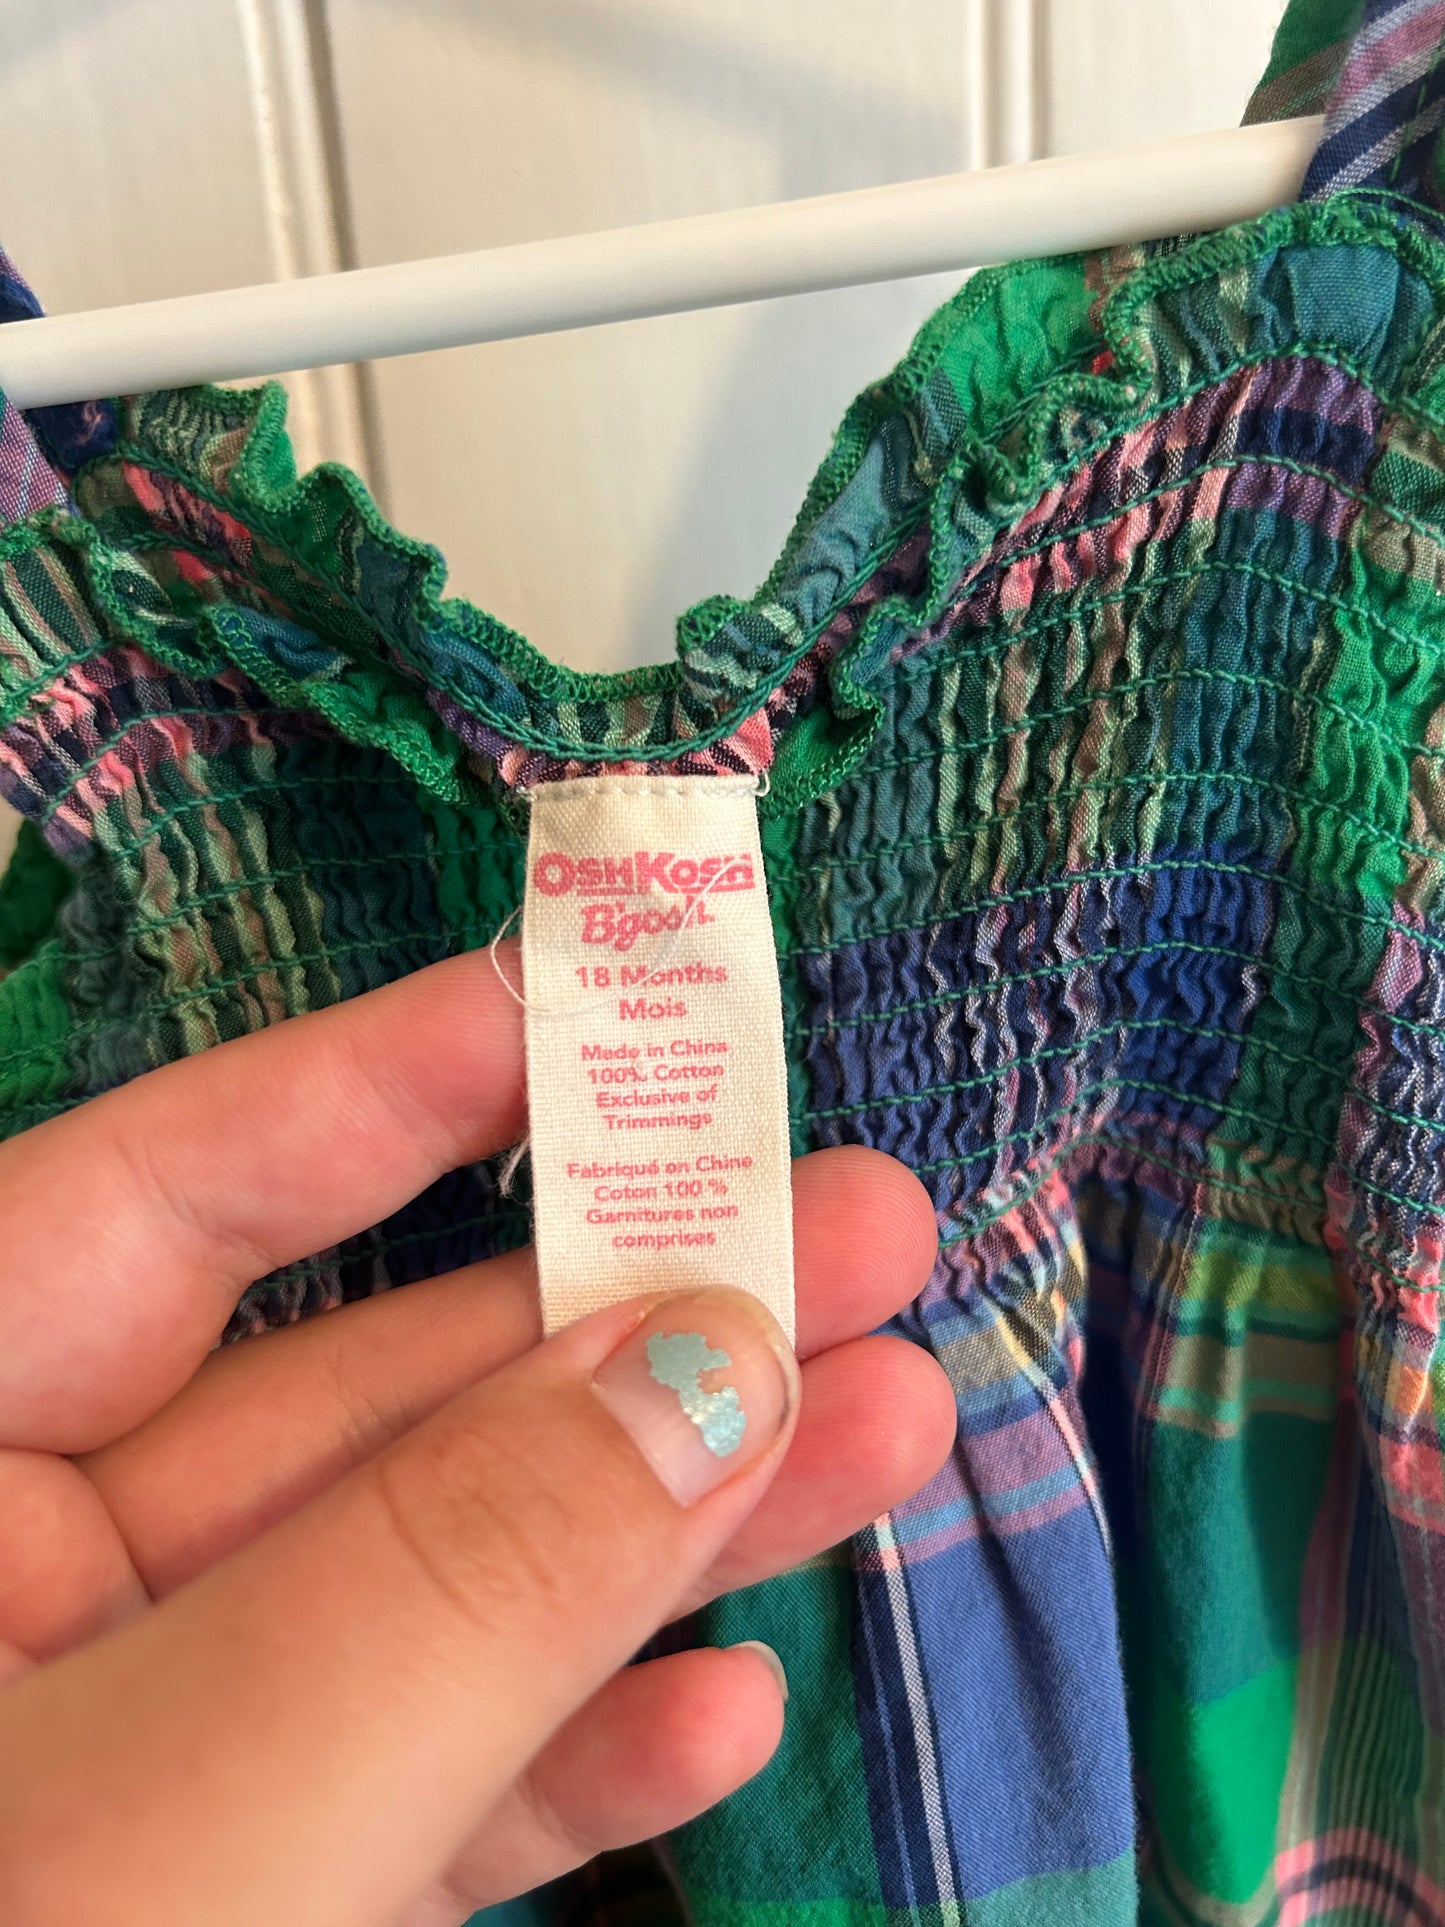 OshKosh
B'gosh.
18 Months
Mois
Made in China
100% Cotton
Exclusive of
Trimmings
Fabriqué en Chine
Coton 100 %
Garnitures non
comprises